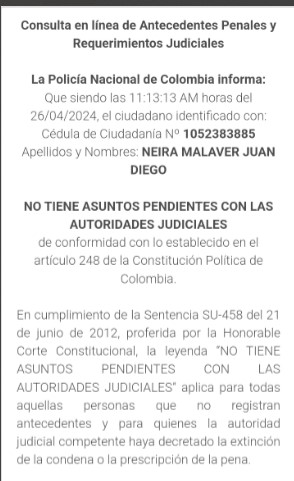 Consulta en línea de Antecedentes Penales y
Requerimientos Judiciales
La Policía Nacional de Colombia informa:
Que siendo las 11:13:13 AM horas del
26/04/2024, el ciudadano identificado con:
Cédula de Ciudadanía Nº 1052383885
Apellidos y Nombres: NEIRA MALAVER JUAN
DIEGO
NO TIENE ASUNTOS PENDIENTES CON LAS
AUTORIDADES JUDICIALES
de conformidad con lo establecido en el
artículo 248 de la Constitución Política de
Colombia.
En cumplimiento de la Sentencia SU-458 del 21
de junio de 2012, proferida por la Honorable
Corte Constitucional, la leyenda "NO TIENE
ASUNTOS PENDIENTES CON LAS
AUTORIDADES JUDICIALES" aplica para todas
aquellas personas que no registran
antecedentes y para quienes la autoridad
judicial competente haya decretado la extinción
de la condena o la prescripción de la pena.